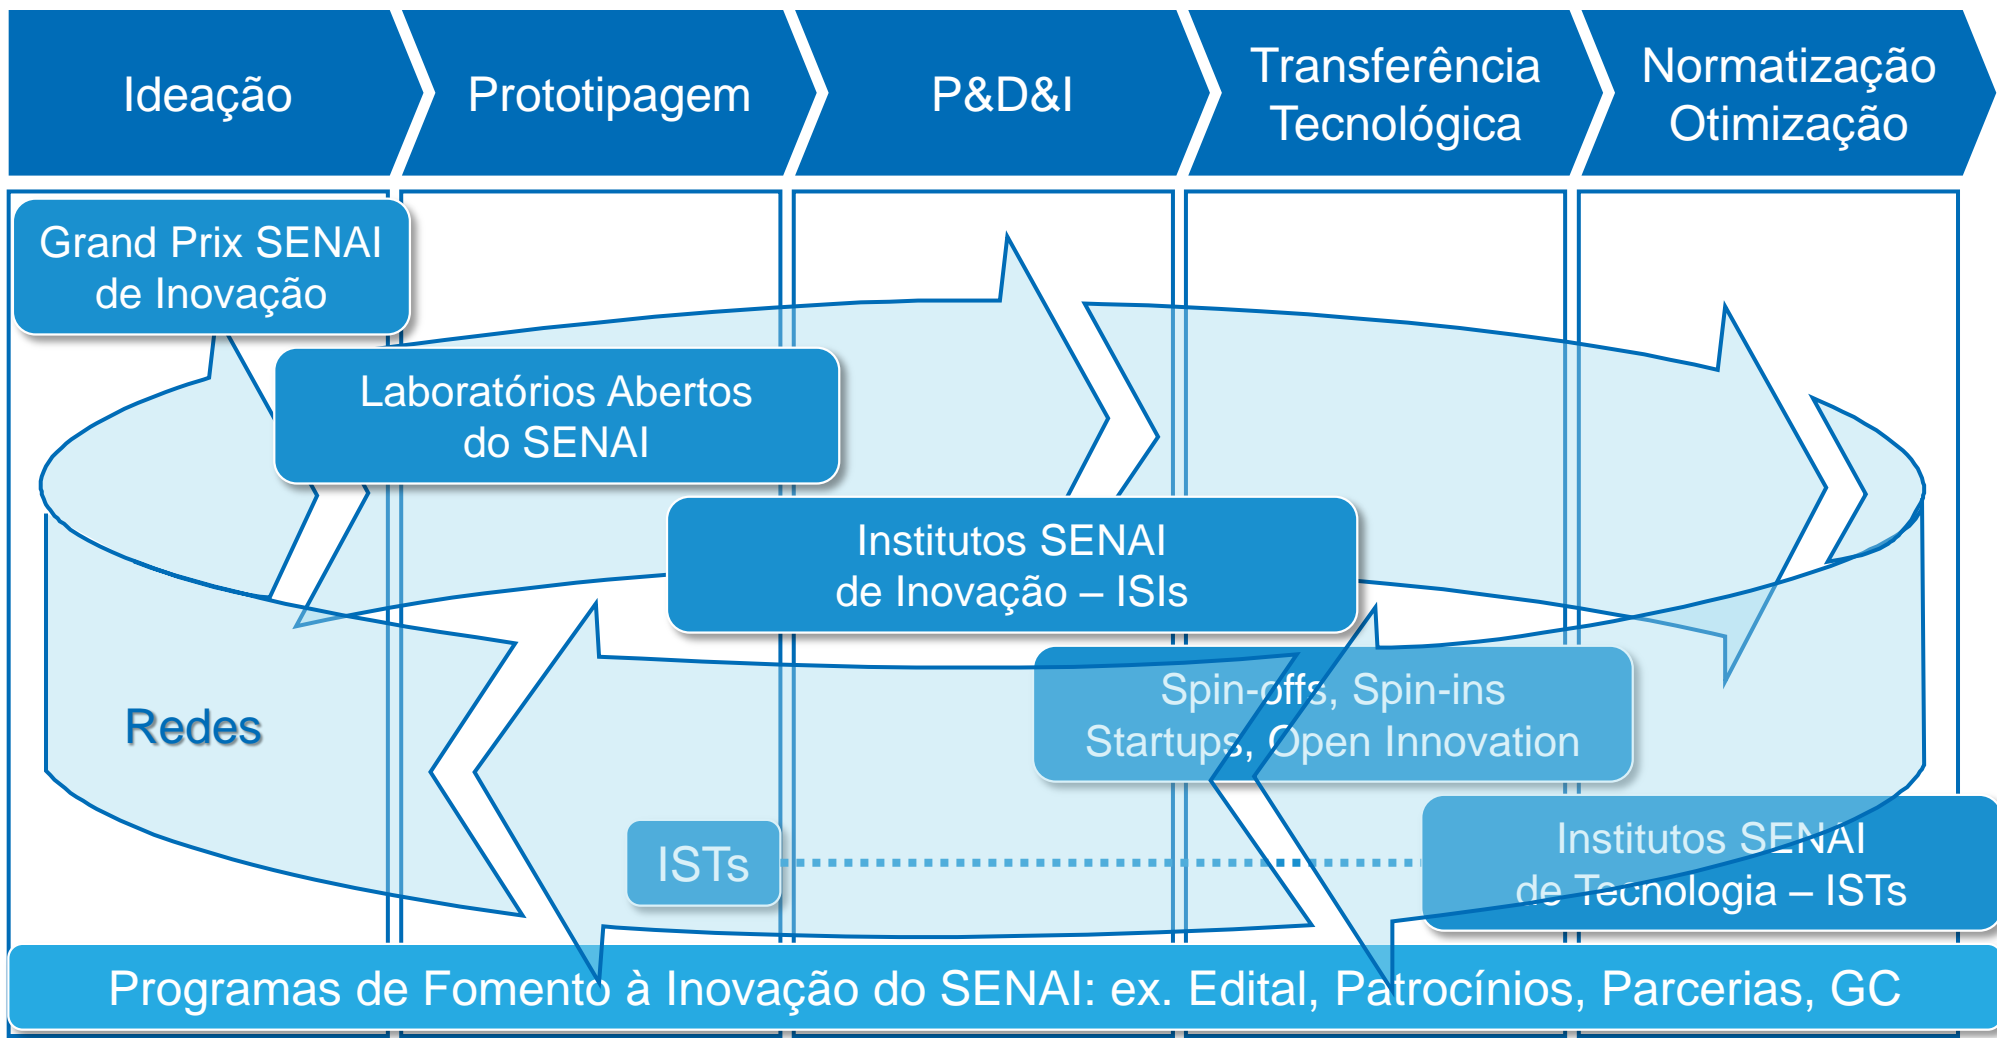 Ideação
Prototipagem
P&D&I
Transferência
Tecnológica
Normatização
Otimização
Grand Prix SENAI
de Inovação
Laboratórios Abertos
do SENAI
Institutos SENAI
de Inovação – ISIs
Spin-offs, Spin-ins
Startups, Open Innovation
Redes
ISTs
Institutos SENAI
de Tecnologia – ISTs
Programas de Fomento à Inovação do SENAI: ex. Edital, Patrocínios, Parcerias, GC